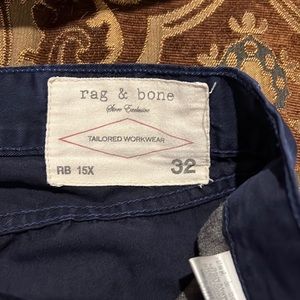 rag & bone
Store Exclusive
TAILORED WORKWEAR
RB 15X 32